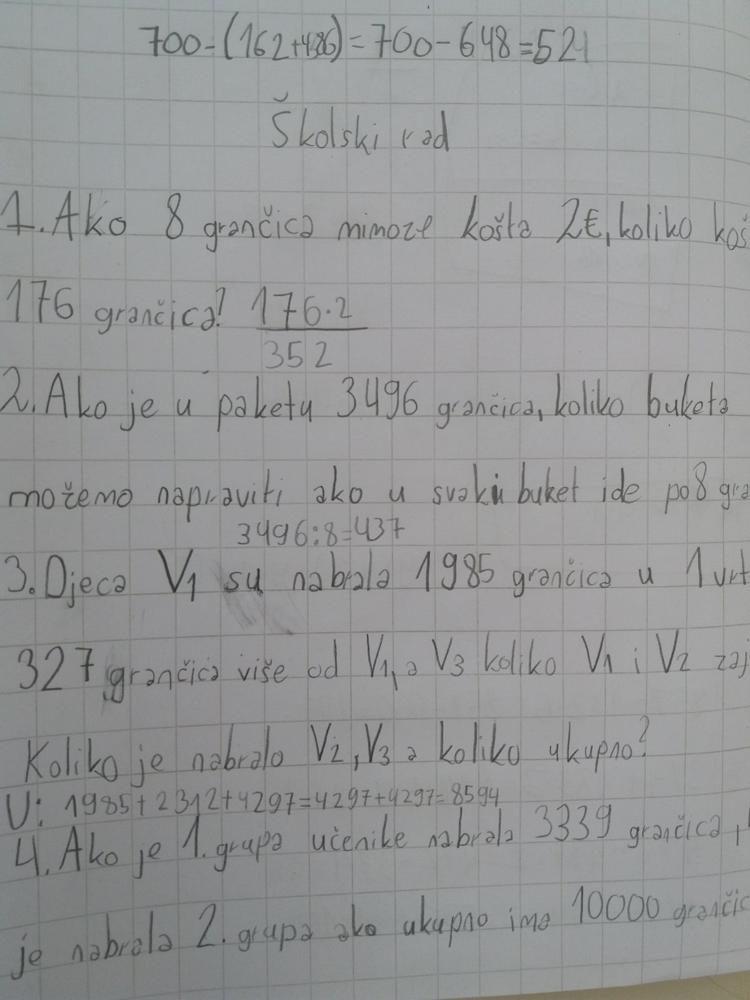 700-(162+486)=700-648=52
Školski rad
1. Ako 8 grančica mimoze košta 2€, koliko koš
176 grančica? 176·2
352
2. Ako je u paketu 3496 grančica, koliko buketa
možemo napraviti ako u svaki buket ide po 8 gra
3496:8=437
3. Djeca V1 su nabrala 1985 grančica u 1 vrt
327 grančica više od V1, a V3 koliko V1 i V2 zaj
Koliko je nabralo V2, V3 a koliko ukupno?
U: 1985+2312+4297=4297+4297=8594
4. Ako je 1. grupa učenike nabrala 3339 grančica,
je nabrala 2. grupa ako ukupno ima 10000 grančic